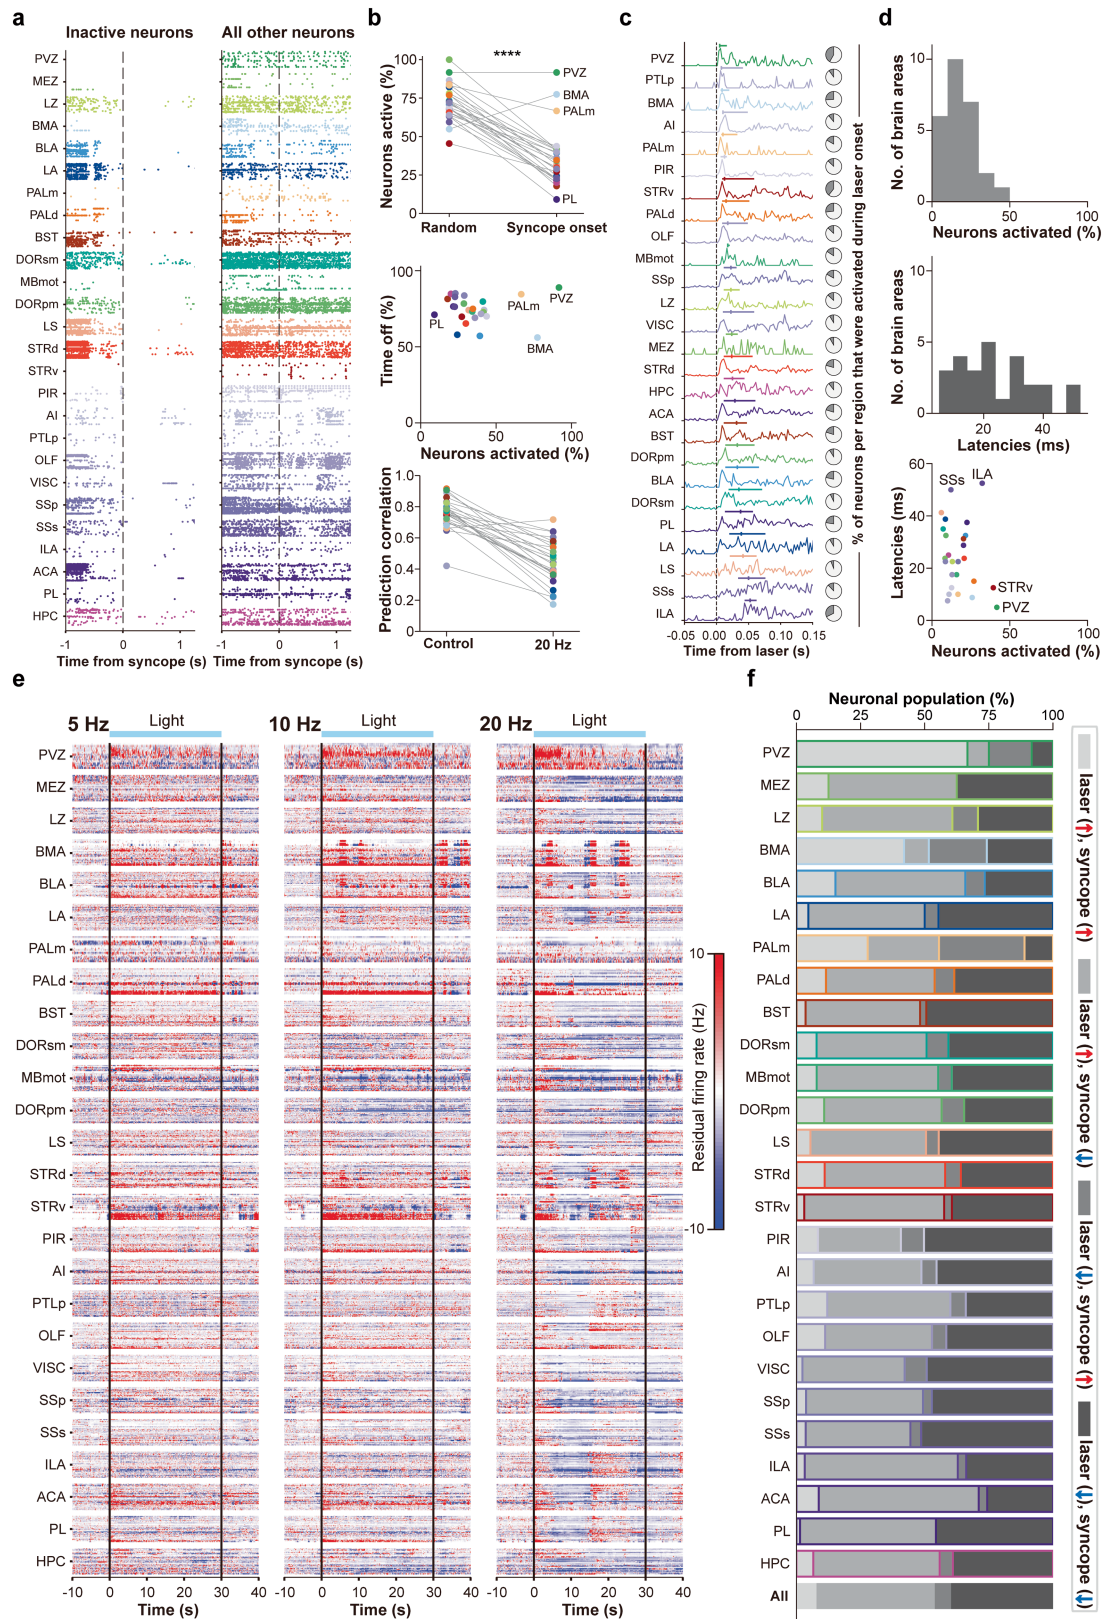 a
Inactive neurons
All other neurons
PVZ
MEZ
LZ
BMA
BLA
LA
PALm
PALd
BST
DORsm
MBmot
DORpm
LS
STRd
STRv
PIR
AI
PTLp
OLF
VISC
SSp
SSs
ILA
ACA
PL
HPC
-1 0 1 -1 0 1
Time from syncope (s) Time from syncope (s)
b
100
75
50
25
0
Neurons active (%)
****
PVZ
BMA
PALm
PL
Random Syncope onset
100
50
0
Time off (%)
PALm
PVZ
PL
BMA
0 50 100
Neurons activated (%)
1.0
0.8
0.6
0.4
0.2
0
Prediction correlation
Control 20 Hz
c
PVZ
PTLp
BMA
AI
PALm
PIR
STRv
PALd
OLF
MBmot
SSp
LZ
VISC
MEZ
STRd
HPC
ACA
BST
DORpm
BLA
DORsm
PL
LA
LS
SSs
ILA
-0.05 0.00 0.05 0.10 0.15
Time from laser (s)
% of neurons per region that were activated during laser onset
d
10
5
0
No. of brain areas
0 50 100
Neurons activated (%)
10
5
0
No. of brain areas
20 40
Latencies (ms)
60
40
20
0
Latencies (ms)
SSs
ILA
STRv
PVZ
0 50 100
Neurons activated (%)
e
5 Hz Light
10 Hz Light
20 Hz Light
PVZ
MEZ
LZ
BMA
BLA
LA
PALm
PALd
BST
DORsm
MBmot
DORpm
LS
STRd
STRv
PIR
AI
PTLp
OLF
VISC
SSp
SSs
ILA
ACA
PL
HPC
-10 0 10 20 30 40
-10 0 10 20 30 40
-10 0 10 20 30 40
Time (s) Time (s) Time (s)
10
Residual firing rate (Hz)
-10
f
Neuronal population (%)
0 25 50 75 100
PVZ
MEZ
LZ
BMA
BLA
LA
PALm
PALd
BST
DORsm
MBmot
DORpm
LS
STRd
STRv
PIR
AI
PTLp
OLF
VISC
SSp
SSs
ILA
ACA
PL
HPC
All
laser (↑), syncope (↑)
laser (↑), syncope (↓)
laser (↓), syncope (↑)
laser (↓), syncope (↓)